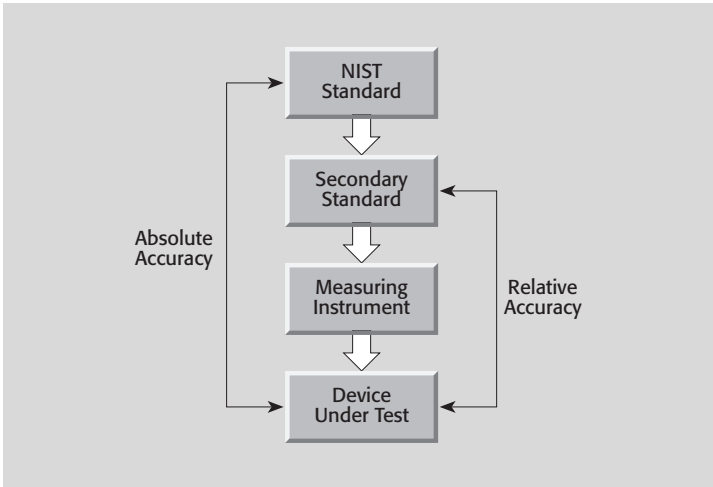 NIST
Standard
Secondary
Standard
Absolute
Accuracy
Measuring
Instrument
Relative
Accuracy
Device
Under Test